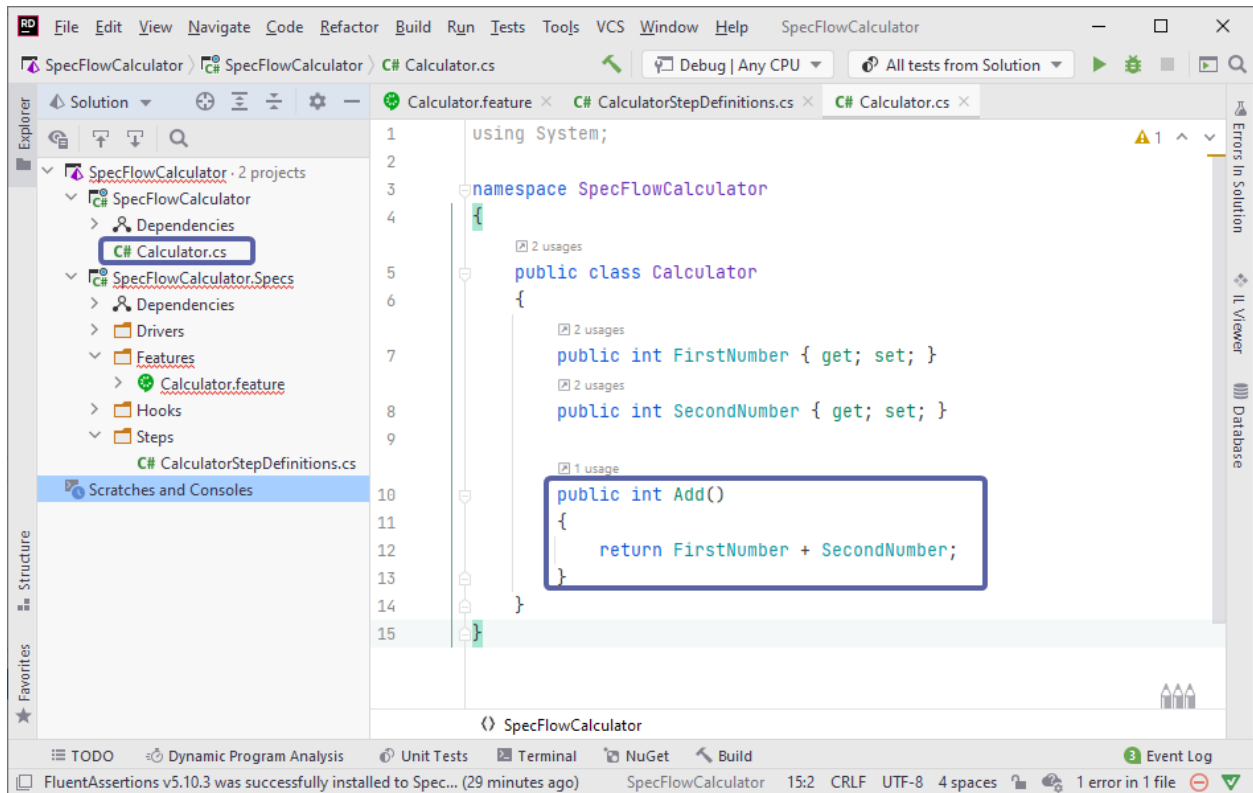 RD File Edit View Navigate Code Refactor Build Run Tests Tools VCS Window Help SpecFlowCalculator
SpecFlowCalculator C# SpecFlowCalculator C# Calculator.cs Debug | Any CPU All tests from Solution
Explorer
Solution
Calculator.feature C# CalculatorStepDefinitions.cs C# Calculator.cs
SpecFlowCalculator · 2 projects
C# SpecFlowCalculator
Dependencies
C# Calculator.cs
C# SpecFlowCalculator.Specs
Dependencies
Drivers
Features
Calculator.feature
Hooks
Steps
C# CalculatorStepDefinitions.cs
Scratches and Consoles
Structure
Favorites
1 using System;
1
2
3 namespace SpecFlowCalculator
4 {
2 usages
5 public class Calculator
6 {
2 usages
7 public int FirstNumber { get; set; }
2 usages
8 public int SecondNumber { get; set; }
9
1 usage
10 public int Add()
11 {
12 return FirstNumber + SecondNumber;
13 }
14 }
15 }
SpecFlowCalculator
Errors In Solution
IL Viewer
Database
TODO Dynamic Program Analysis Unit Tests Terminal NuGet Build 3 Event Log
FluentAssertions v5.10.3 was successfully installed to Spec... (29 minutes ago) SpecFlowCalculator 15:2 CRLF UTF-8 4 spaces 1 error in 1 file